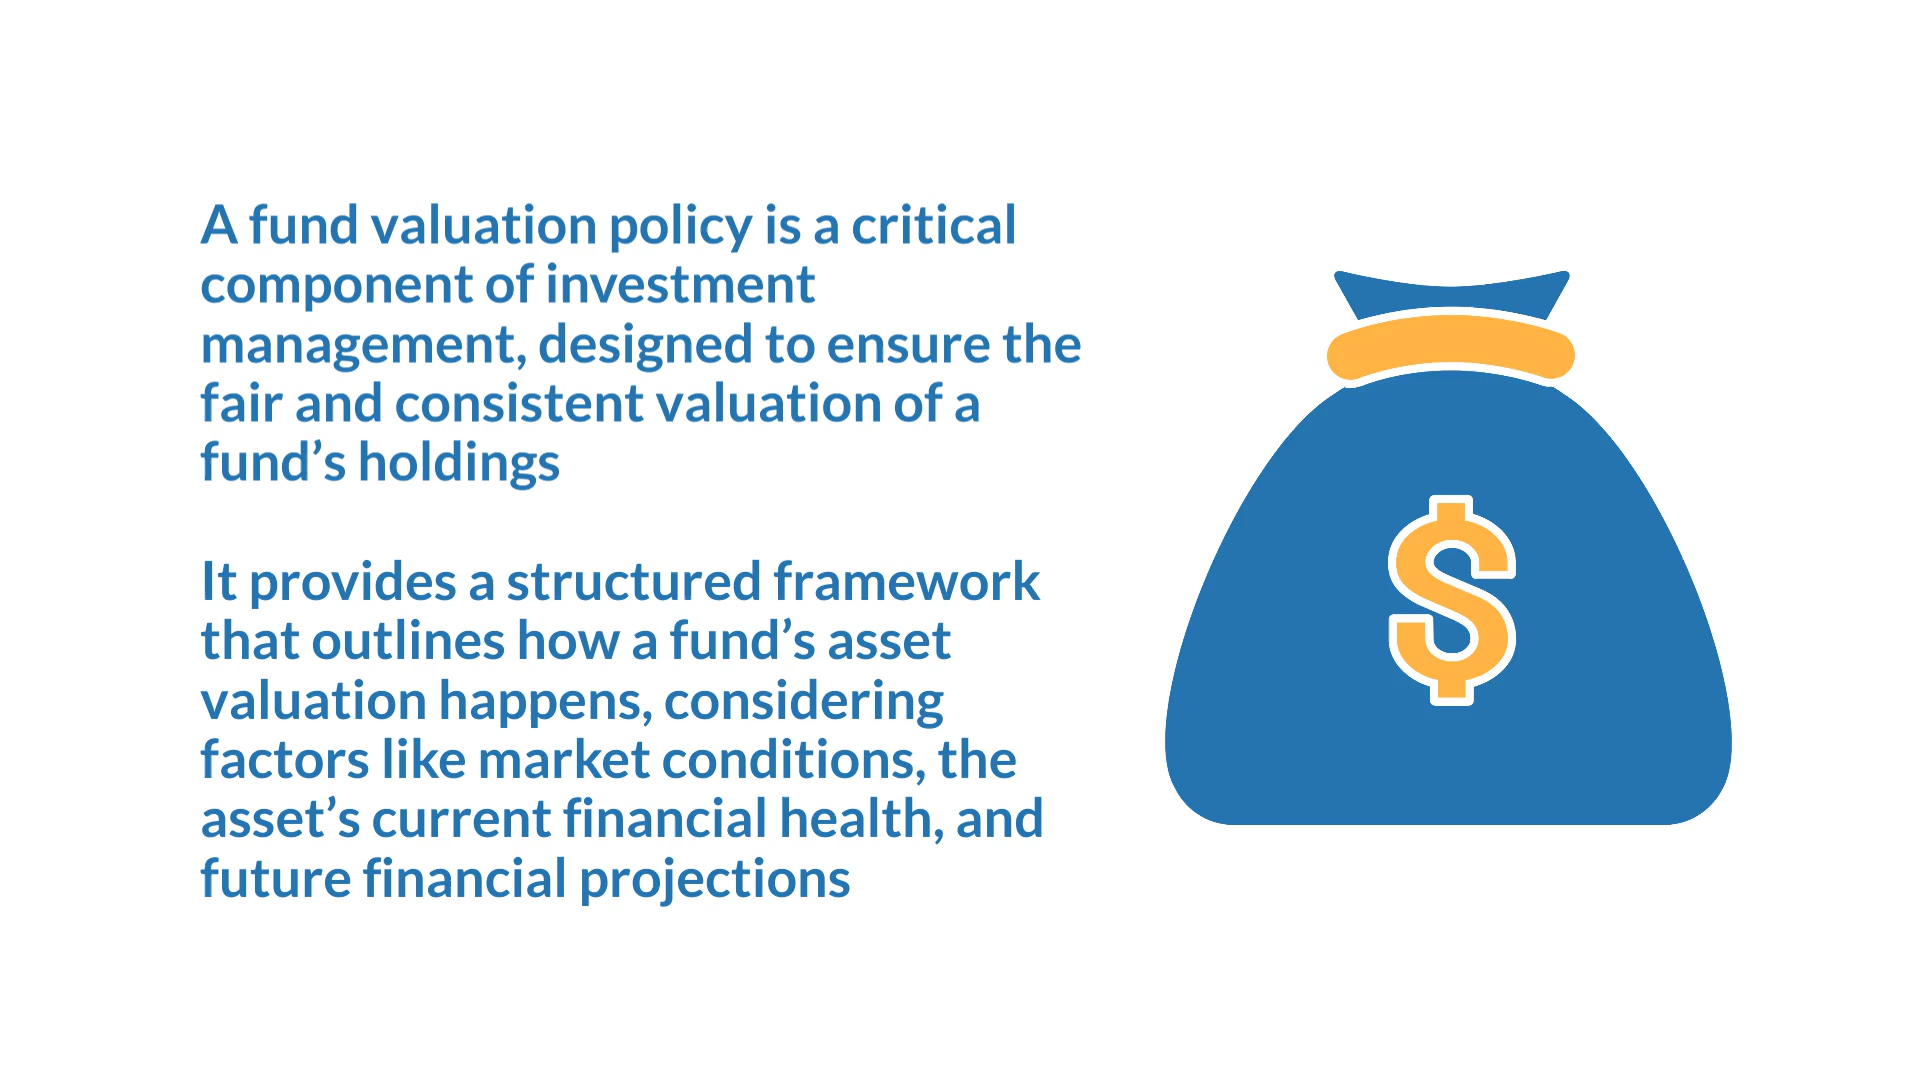 A fund valuation policy is a critical
component of investment
management, designed to ensure the
fair and consistent valuation of a
fund’s holdings
It provides a structured framework
that outlines how a fund’s asset
valuation happens, considering
factors like market conditions, the
asset’s current financial health, and
future financial projections
$